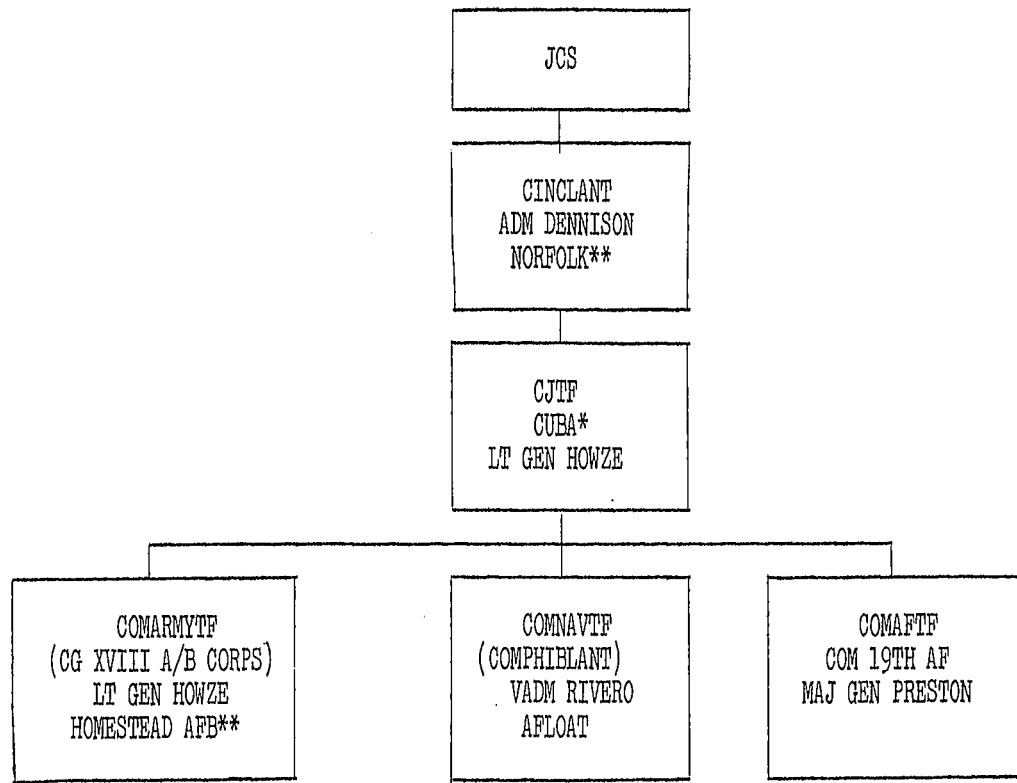 JCS
CINCLANT
ADM DENNISON
NORFOLK**
CJTF
CUBA*
LT GEN HOWZE
COMARMYTF
(CG XVIII A/B CORPS)
LT GEN HOWZE
HOMESTEAD AFB**
COMNAVTF
(COMPHIBLANT)
VADM RIVERO
AFLOAT
COMAFTF
COM 19TH AF
MAJ GEN PRESTON